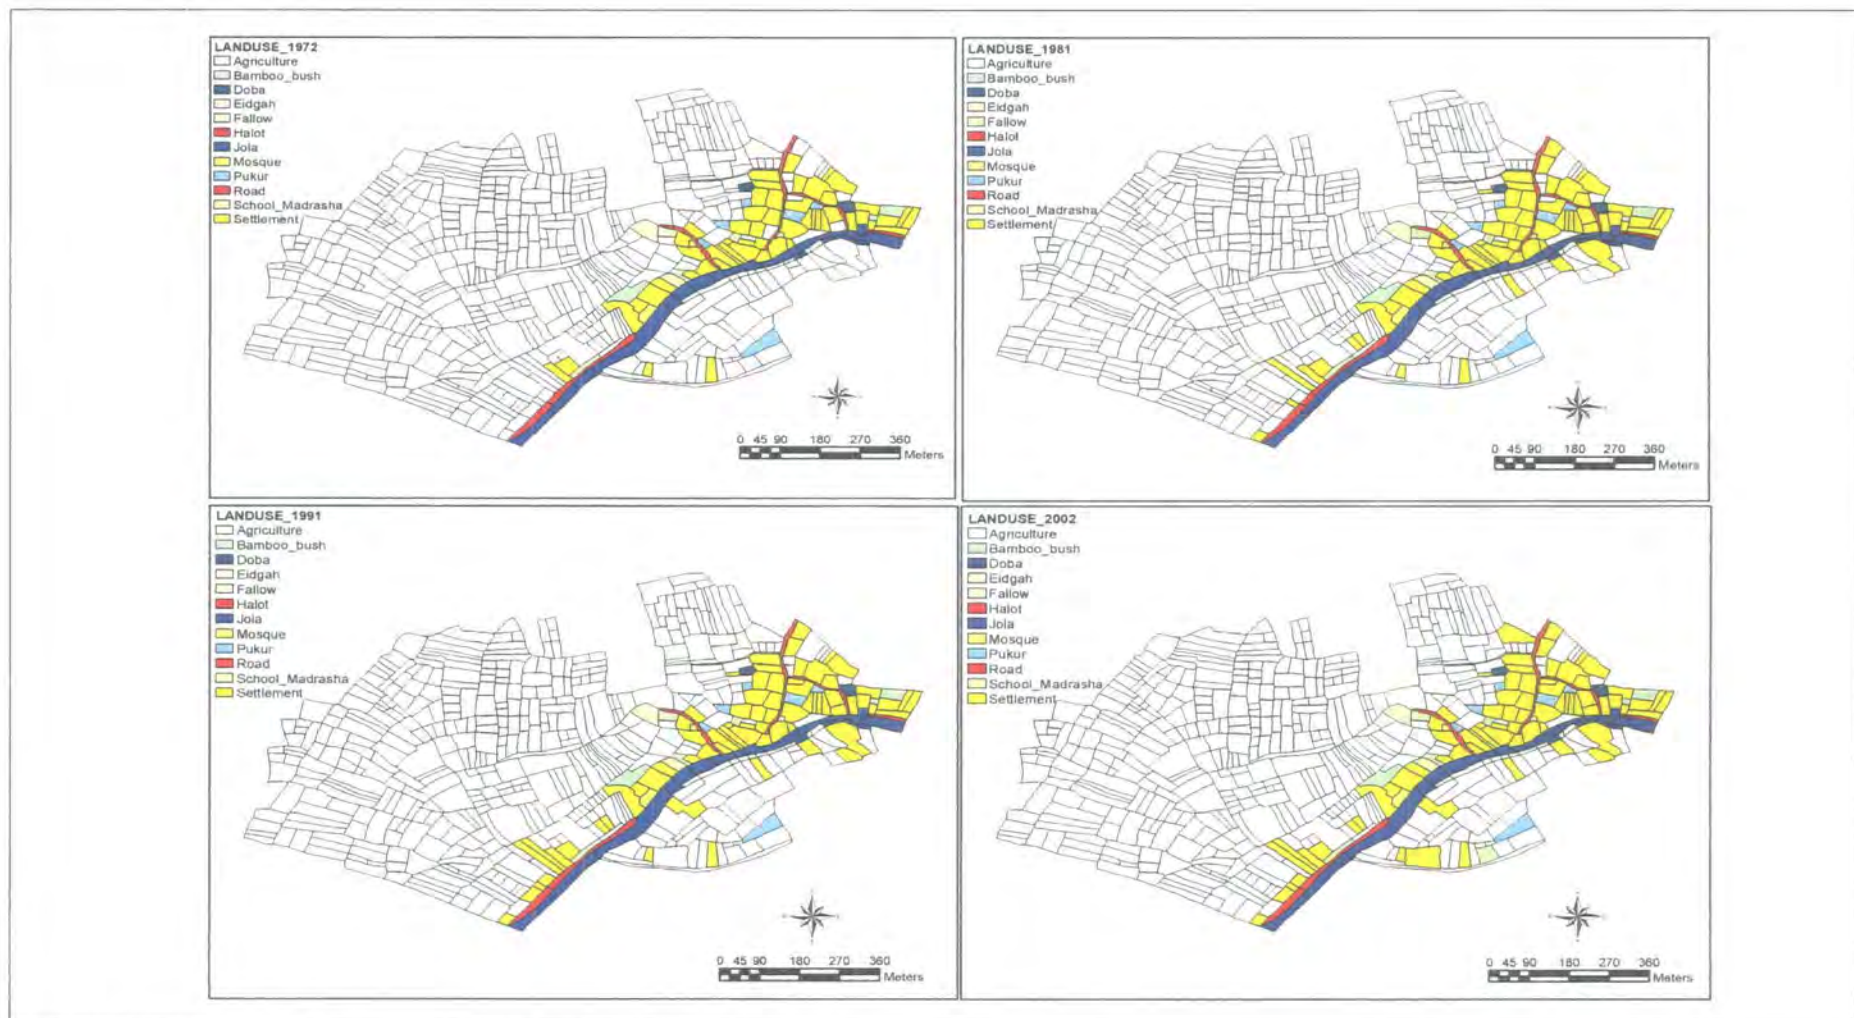 LANDUSE_1972
Agriculture
Bamboo_bush
Doba
Eidgah
Fallow
Halot
Jola
Mosque
Pukur
Road
School_Madrasha
Settlement
0 45 90 180 270 360
Meters
LANDUSE_1981
Agriculture
Bamboo_bush
Doba
Eidgah
Fallow
Halot
Jola
Mosque
Pukur
Road
School_Madrasha
Settlement
0 45 90 180 270 360
Meters
LANDUSE_1991
Agriculture
Bamboo_bush
Doba
Eidgah
Fallow
Halot
Jola
Mosque
Pukur
Road
School_Madrasha
Settlement
0 45 90 180 270 360
Meters
LANDUSE_2002
Agriculture
Bamboo_bush
Doba
Eidgah
Fallow
Halot
Jola
Mosque
Pukur
Road
School_Madrasha
Settlement
0 45 90 180 270 360
Meters